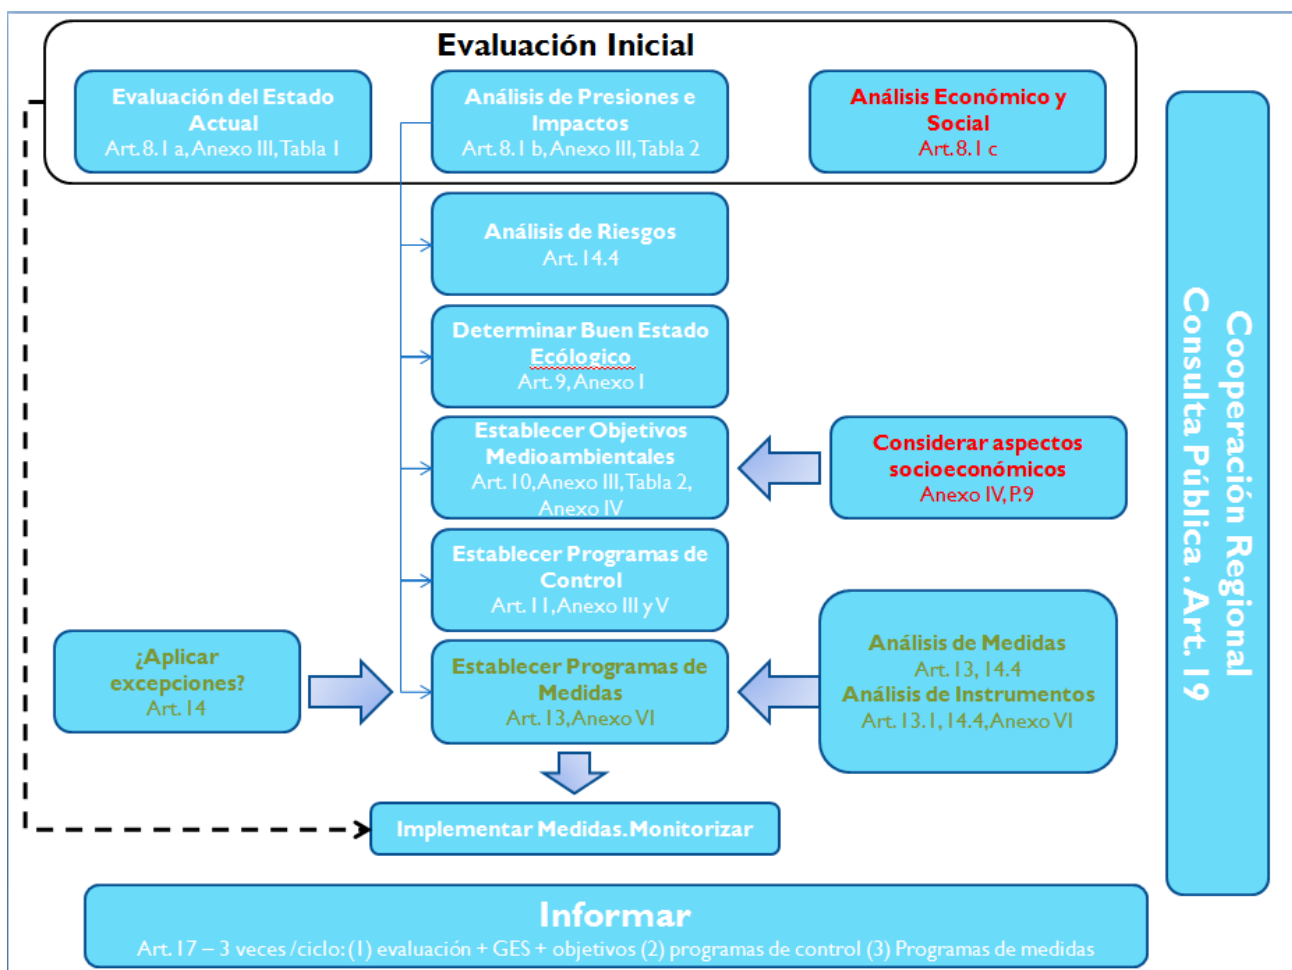 Evaluación Inicial
Evaluación del Estado
Actual
Art. 8.1 a, Anexo III, Tabla 1
Análisis de Presiones e
Impactos
Art. 8.1 b, Anexo III, Tabla 2
Análisis Económico y
Social
Art. 8.1 c
Análisis de Riesgos
Art. 14.4
Determinar Buen Estado
Ecólogico
Art. 9, Anexo I
Establecer Objetivos
Medioambientales
Art. 10, Anexo III, Tabla 2,
Anexo IV
Considerar aspectos
socioeconómicos
Anexo IV, P.9
Establecer Programas de
Control
Art. 11, Anexo III y V
¿Aplicar
excepciones?
Art. 14
Establecer Programas de
Medidas
Art. 13, Anexo VI
Análisis de Medidas
Art. 13, 14.4
Análisis de Instrumentos
Art. 13.1, 14.4, Anexo VI
Implementar Medidas. Monitorizar
Cooperación Regional
Consulta Pública . Art. 19
Informar
Art. 17 – 3 veces /ciclo: (1) evaluación + GES + objetivos (2) programas de control (3) Programas de medidas